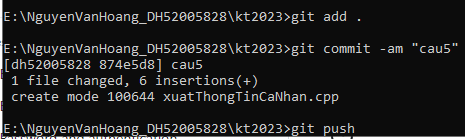 E:\NguyenVanHoang_DH52005828\kt2023>git add .
E:\NguyenVanHoang_DH52005828\kt2023>git commit -am "cau5"
[dh52005828 874e5d8] cau5
1 file changed, 6 insertions(+)
create mode 100644 xuatThongTinCaNhan.cpp
E:\NguyenVanHoang_DH52005828\kt2023>git push